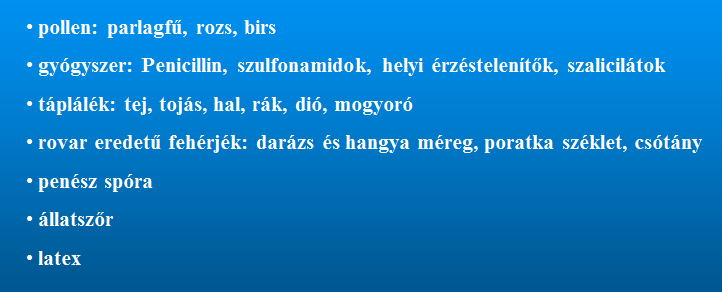 • pollen: parlagfű, rozs, birs
• gyógyszer: Penicillin, szulfonamidok, helyi érzéstelenítők, szalicilátok
• táplálék: tej, tojás, hal, rák, dió, mogyoró
• rovar eredetű fehérjék: darázs és hangya méreg, poratka széklet, csótány
• penész spóra
• állatszőr
• latex